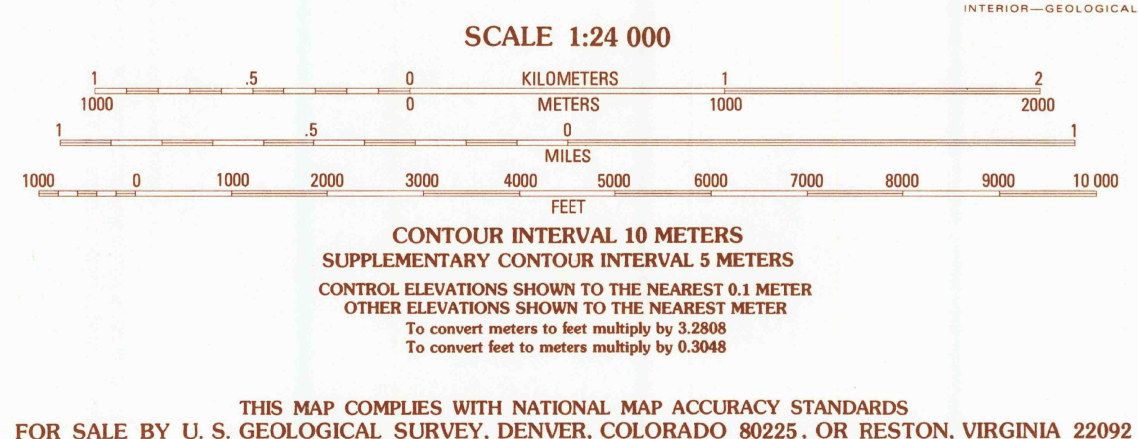 INTERIOR—GEOLOGICAL
SCALE 1:24 000
1 .5 0 KILOMETERS 1 2
1000 0 METERS 1000 2000
1 .5 0 1
MILES
1000 0 1000 2000 3000 4000 5000 6000 7000 8000 9000 10 000
FEET
CONTOUR INTERVAL 10 METERS
SUPPLEMENTARY CONTOUR INTERVAL 5 METERS
CONTROL ELEVATIONS SHOWN TO THE NEAREST 0.1 METER
OTHER ELEVATIONS SHOWN TO THE NEAREST METER
To convert meters to feet multiply by 3.2808
To convert feet to meters multiply by 0.3048
THIS MAP COMPLIES WITH NATIONAL MAP ACCURACY STANDARDS
FOR SALE BY U. S. GEOLOGICAL SURVEY, DENVER, COLORADO 80225, OR RESTON, VIRGINIA 22092